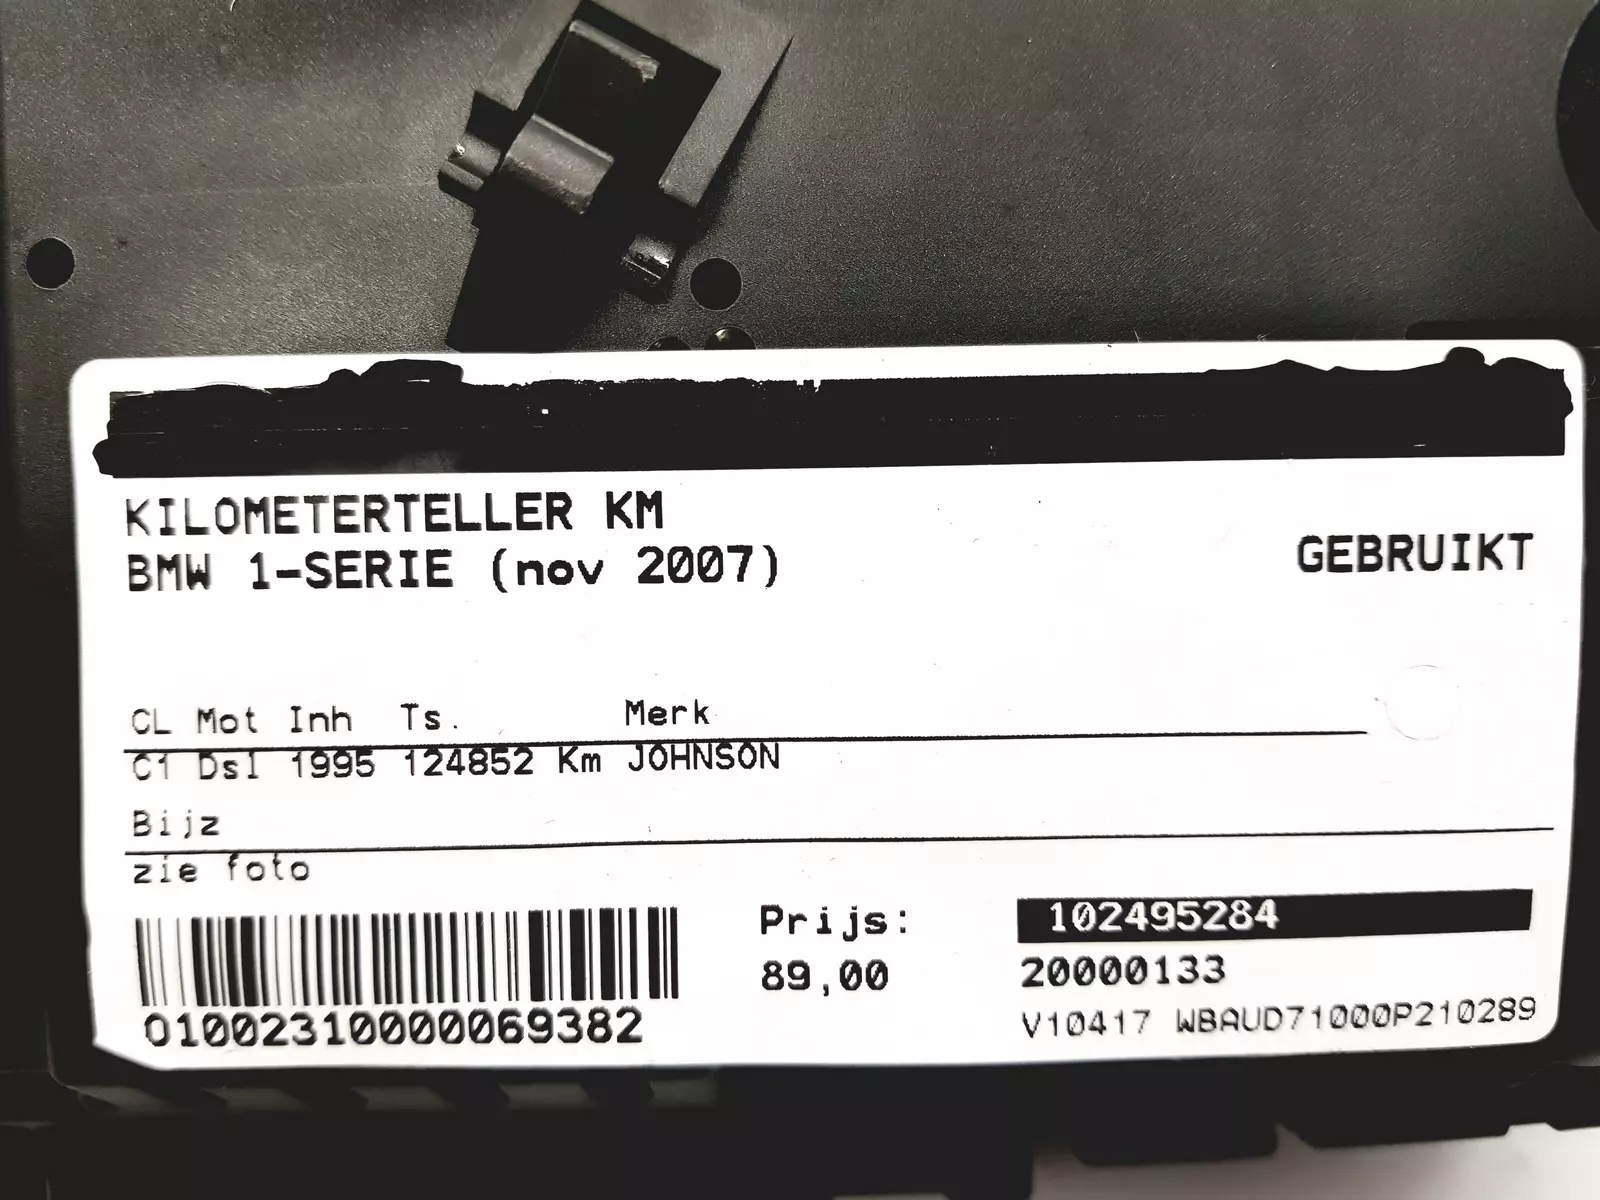 KILOMETERTELLER KM
BMW 1-SERIE (nov 2007)
GEBRUIKT
CL Mot Inh Ts. Merk
C1 Dsl 1995 124852 Km JOHNSON
Bijz
zie foto
Prijs: 102495284
89,00 20000133
01002310000069382 V10417 WBAUD71000P210289